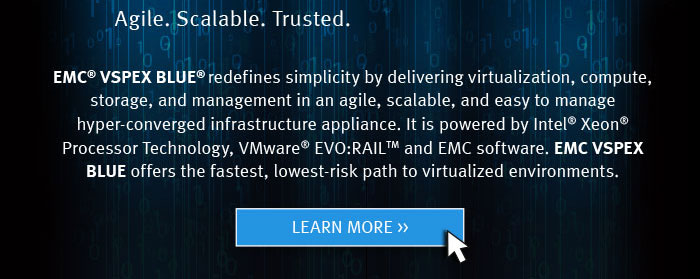 Agile. Scalable. Trusted.
EMC® VSPEX BLUE® redefines simplicity by delivering virtualization, compute,
storage, and management in an agile, scalable, and easy to manage
hyper-converged infrastructure appliance. It is powered by Intel® Xeon®
Processor Technology, VMware® EVO:RAIL™ and EMC software. EMC VSPEX
BLUE offers the fastest, lowest-risk path to virtualized environments.
LEARN MORE >>